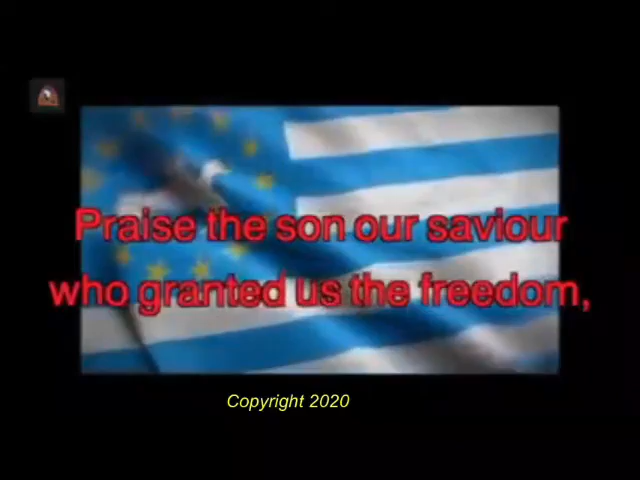 Praise the son our saviour
who granted us the freedom,
Copyright 2020